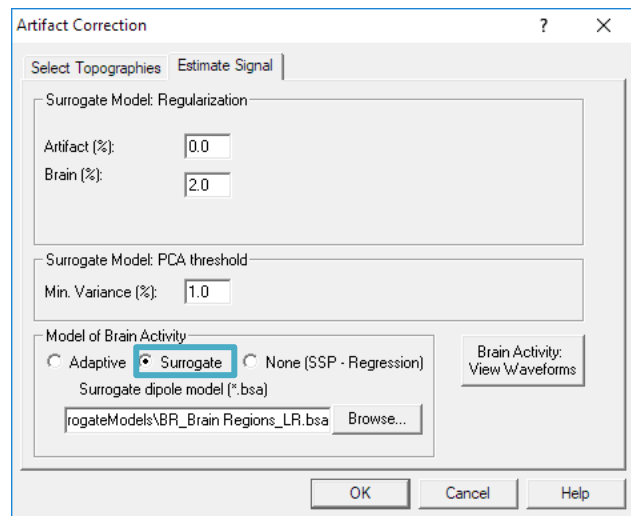 Artifact Correction ? ×
Select Topographies Estimate Signal
Surrogate Model: Regularization
Artifact (%): 0.0
Brain (%): 2.0
Surrogate Model: PCA threshold
Min. Variance (%): 1.0
Model of Brain Activity
Adaptive Surrogate None (SSP - Regression)
Brain Activity:
View Waveforms
Surrogate dipole model (*.bsa)
rogateModels\BR_Brain Regions_LR.bsa Browse...
OK Cancel Help